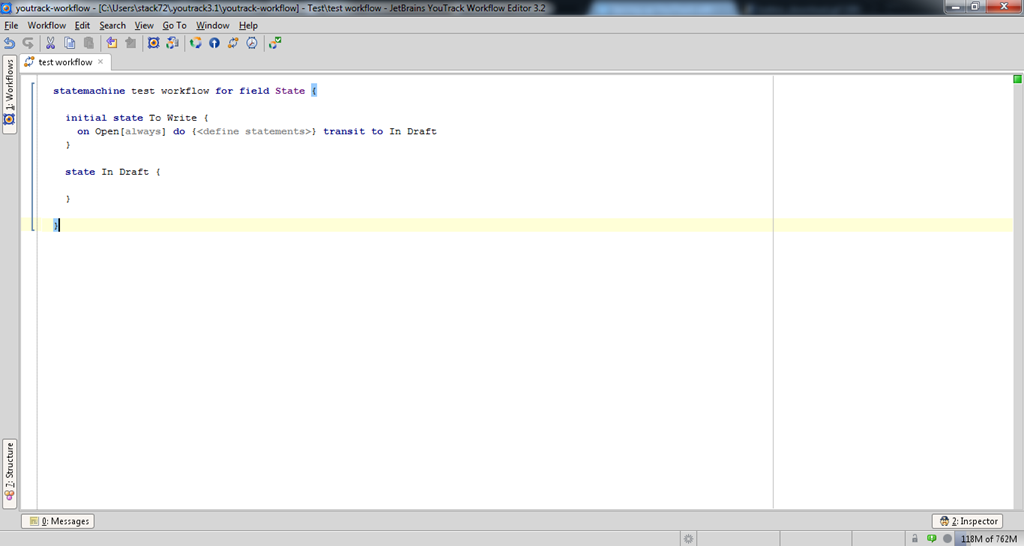 youtrack-workflow - [C:\Users\stack72\.youtrack3.1\youtrack-workflow] - Test\test workflow - JetBrains YouTrack Workflow Editor 3.2
File Workflow Edit Search View Go To Window Help
test workflow ×
1: Workflows
statemachine test workflow for field State {
initial state To Write {
on Open[always] do {<define statements>} transit to In Draft
}
state In Draft {
}
}
7: Structure
0: Messages
2: Inspector
118M of 762M